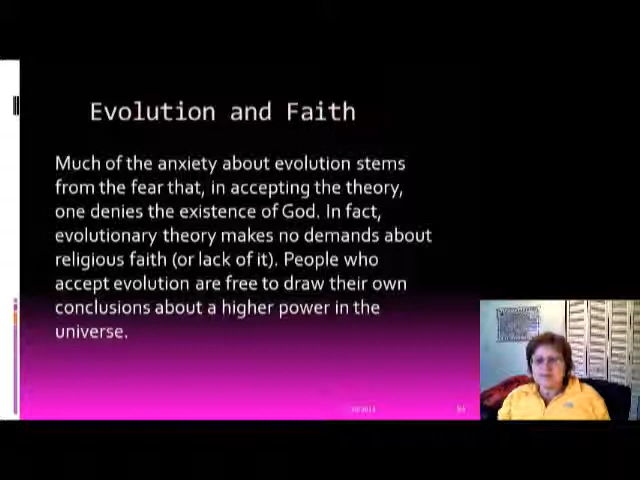 Evolution and Faith
Much of the anxiety about evolution stems
from the fear that, in accepting the theory,
one denies the existence of God. In fact,
evolutionary theory makes no demands about
religious faith (or lack of it). People who
accept evolution are free to draw their own
conclusions about a higher power in the
universe.